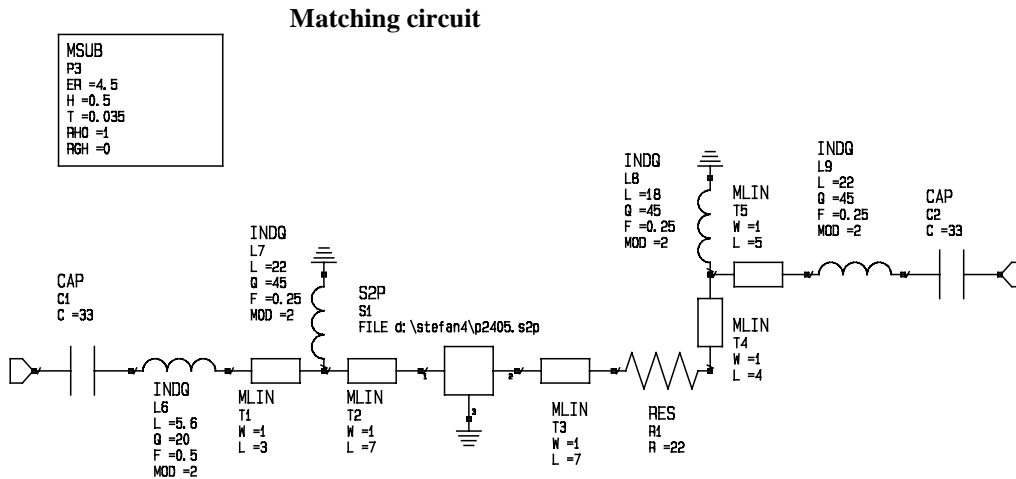 Matching circuit
MSUB
P3
ER =4.5
H =0.5
T =0.035
RHO =1
RGH =0
CAP
C1
C =33
INDQ
L6
L =5.6
Q =20
F =0.5
MOD =2
MLIN
T1
W =1
L =3
INDQ
L7
L =22
Q =45
F =0.25
MOD =2
MLIN
T2
W =1
L =7
S2P
S1
FILE d:\stefan4\p2405.s2p
1
2
3
MLIN
T3
W =1
L =7
RES
R1
R =22
MLIN
T4
W =1
L =4
INDQ
L8
L =18
Q =45
F =0.25
MOD =2
MLIN
T5
W =1
L =5
INDQ
L9
L =22
Q =45
F =0.25
MOD =2
CAP
C2
C =33